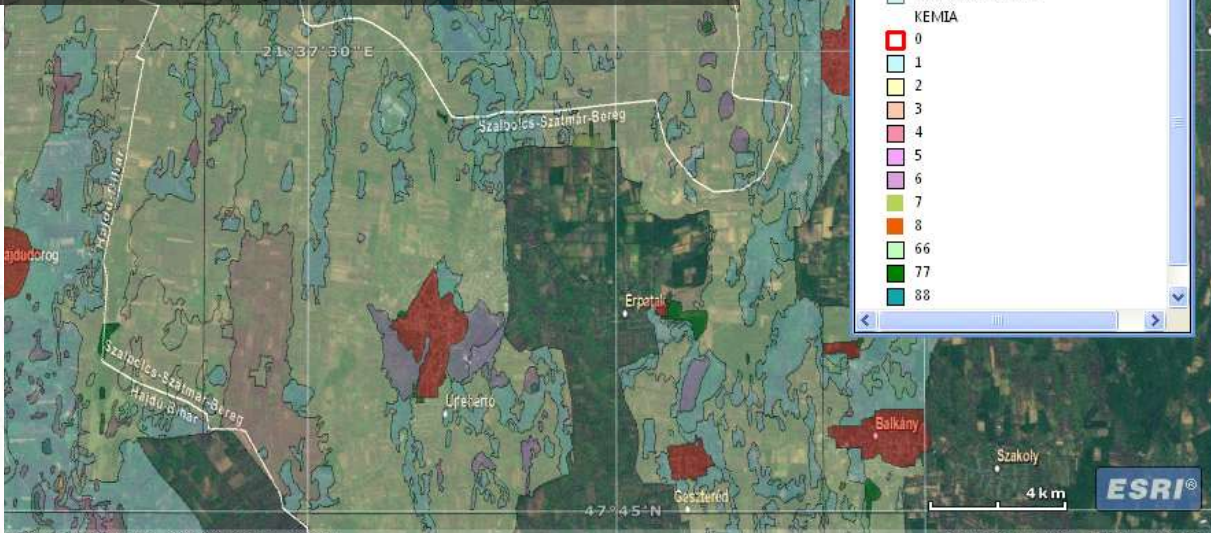 KEMIA
0
1
2
3
4
5
6
7
8
66
77
88
21°37'30"E
Szabolcs-Szatmár-Bereg
Hajdú-Bihar
ajdúdorog
Érpatak
Szabolcs-Szatmár-Bereg
Hajdú-Bihar
Újfehértó
Balkány
Szakoly
Geszteréd
47°45'N
4 km
ESRI®